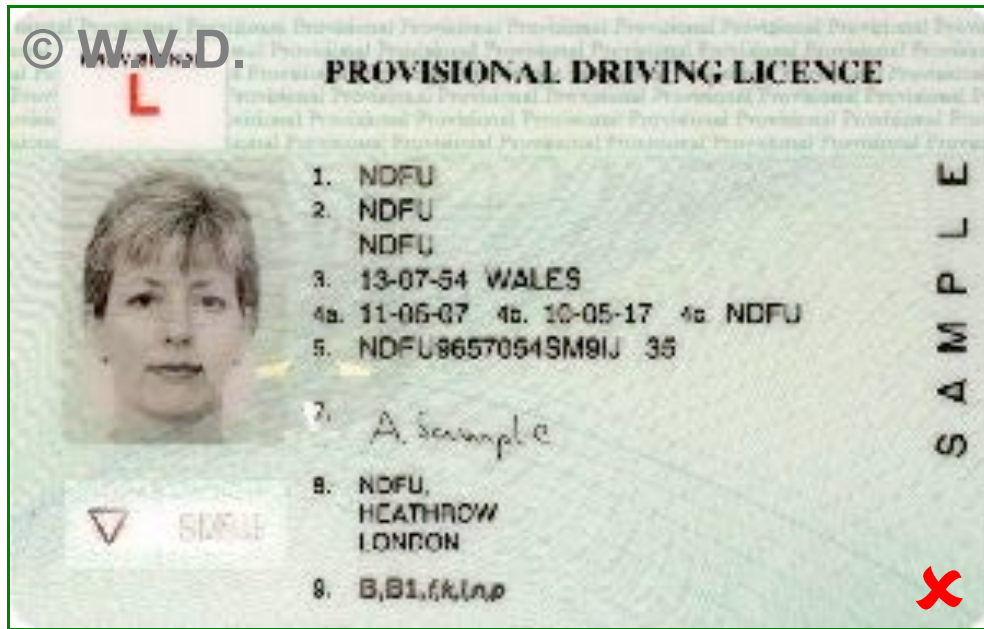 © W.V.D.
L
PROVISIONAL DRIVING LICENCE
1. NDFU
2. NDFU
NDFU
3. 13-07-54 WALES
4a. 11-06-07 4b. 10-05-17 4c. NDFU
5. NDFU9657054SM9IJ 35
7. A Sample
8. NDFU,
HEATHROW
LONDON
9. B,B1,f,k,l,n,p
SAMPLE